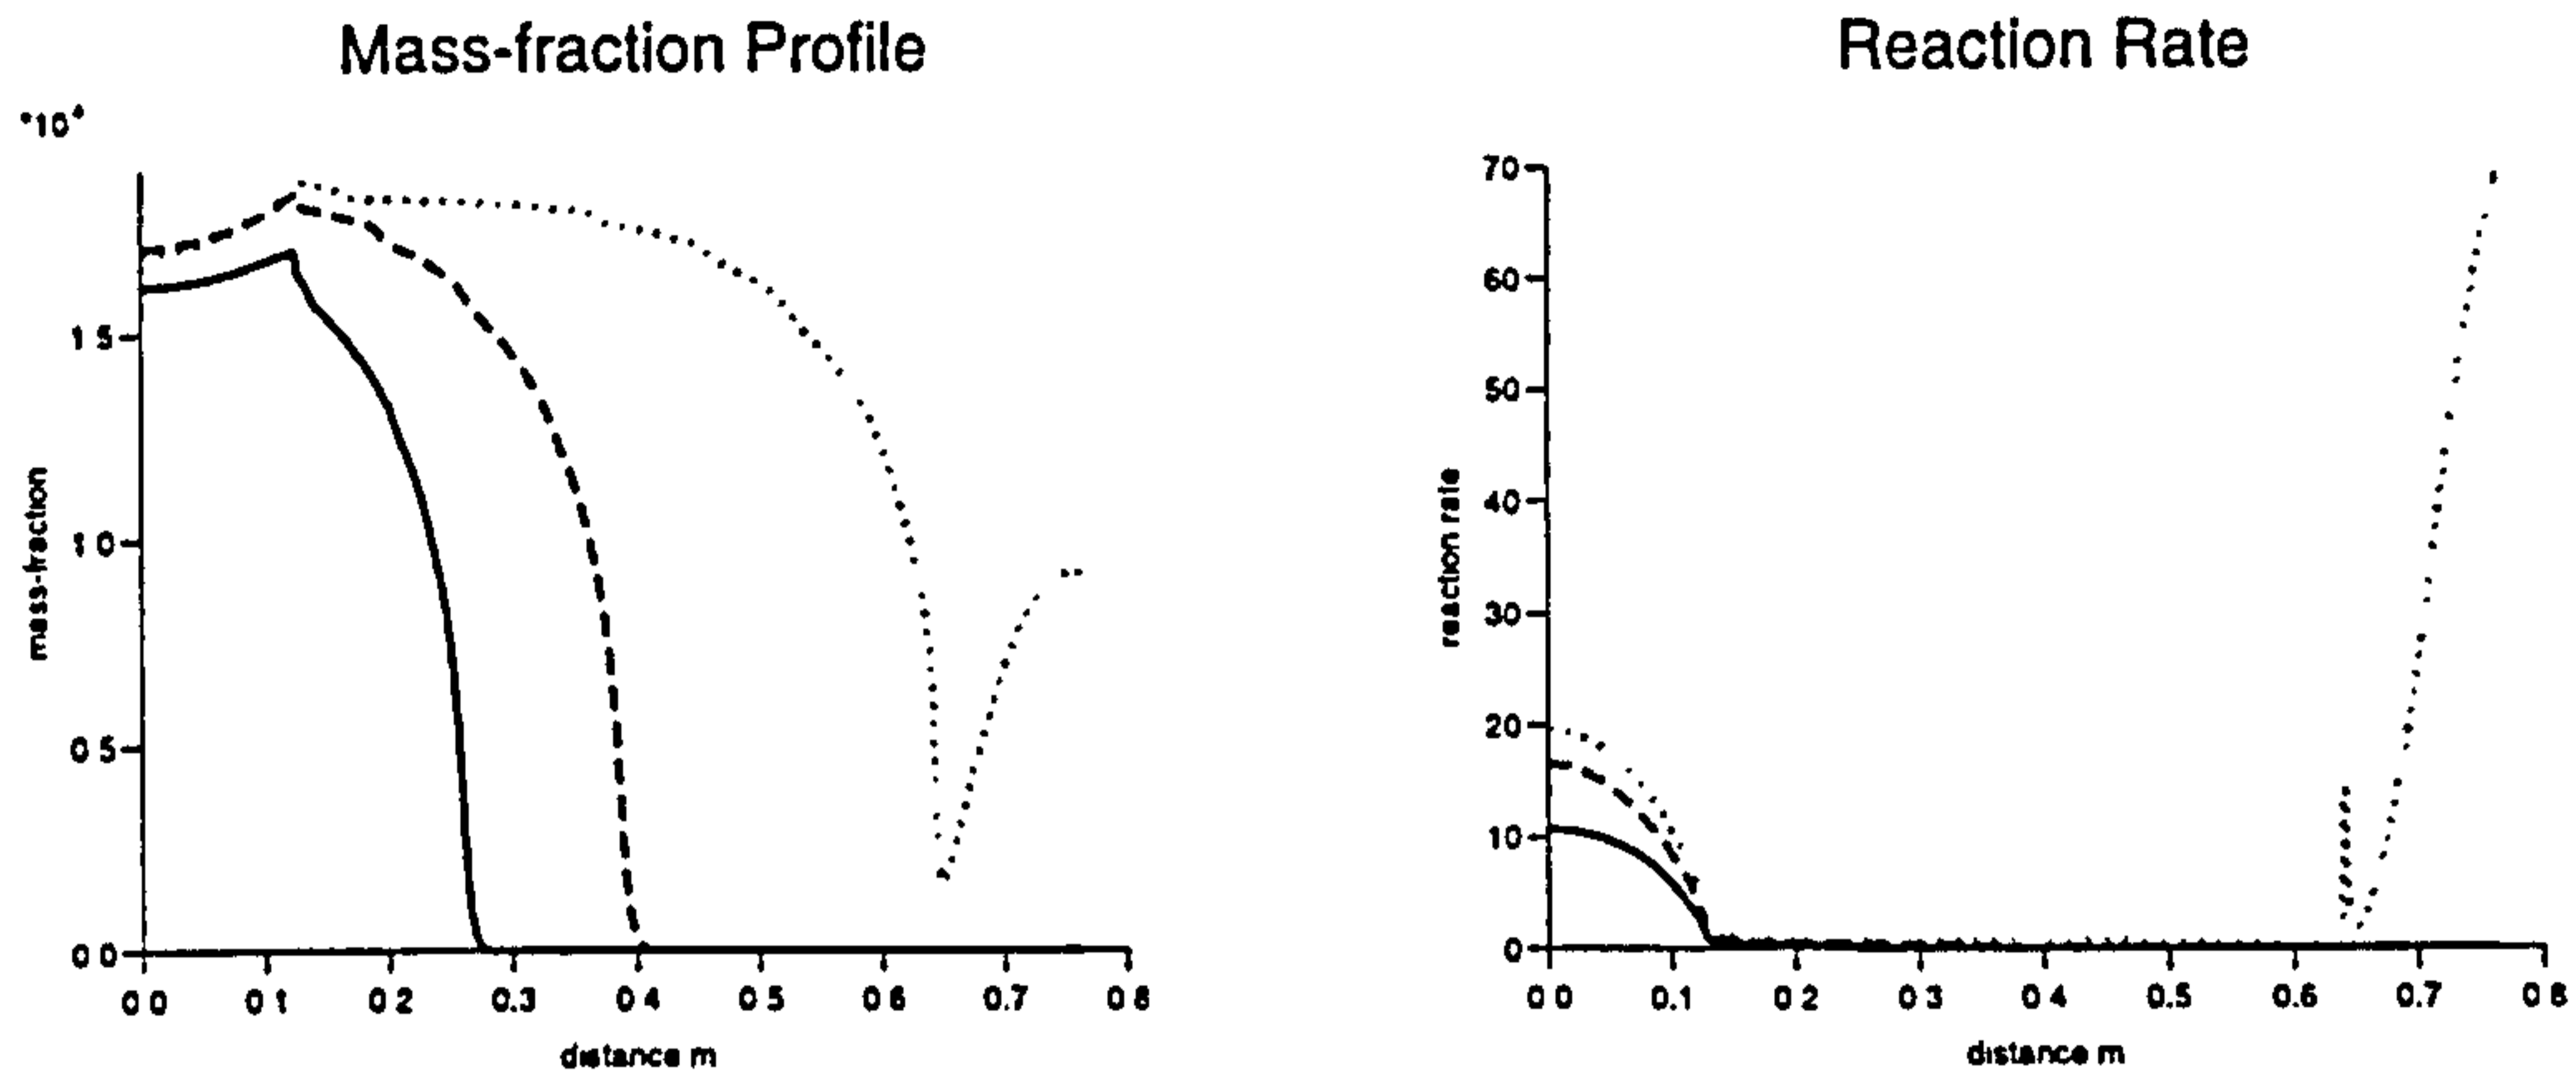 Mass-fraction Profile
*10⁴
mass-fraction
1 5
1 0
0 5
0 0
0 0 0 1 0 2 0.3 0 4 0 5 0 6 0.7 0 8
distance m
Reaction Rate
reaction rate
70
60
50
40
30
20
10
0
0 0 0.1 0 2 0 3 0 4 0.5 0.6 0.7 0 8
distance m